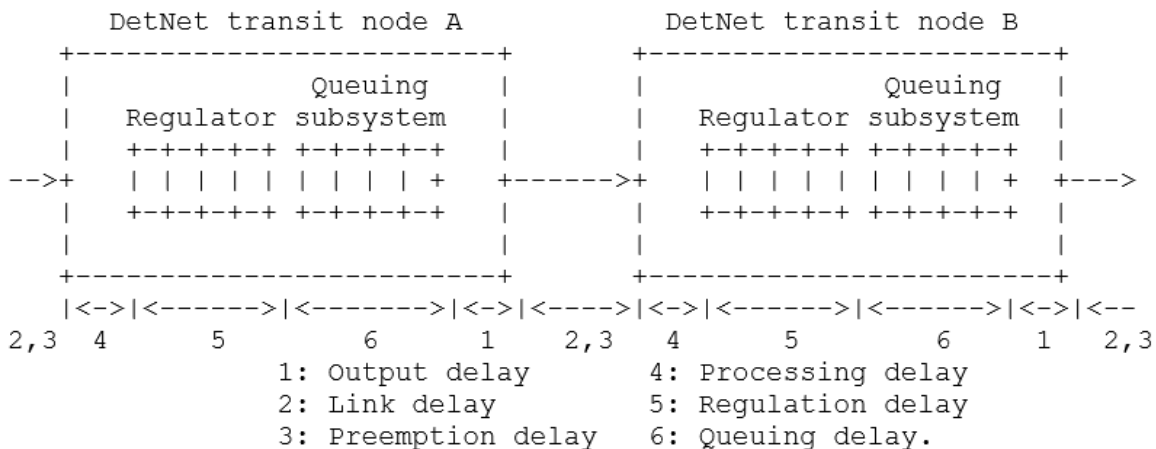 DetNet transit node A DetNet transit node B
Queuing Queuing
Regulator subsystem Regulator subsystem
2,3 4 5 6 1 2,3 4 5 6 1 2,3
1: Output delay 4: Processing delay
2: Link delay 5: Regulation delay
3: Preemption delay 6: Queuing delay.